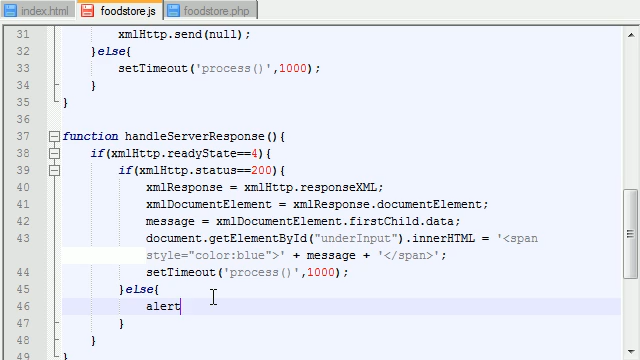 index.html foodstore.js foodstore.php
31 xmlHttp.send(null);
32 }else{
33 setTimeout('process()',1000);
34 }
35 }
36
37 function handleServerResponse(){
38 if(xmlHttp.readyState==4){
39 if(xmlHttp.status==200){
40 xmlResponse = xmlHttp.responseXML;
41 xmlDocumentElement = xmlResponse.documentElement;
42 message = xmlDocumentElement.firstChild.data;
43 document.getElementById("underInput").innerHTML = '<span
style="color:blue">' + message + '</span>';
44 setTimeout('process()',1000);
45 }else{
46 alert
47 }
48 }
49 }